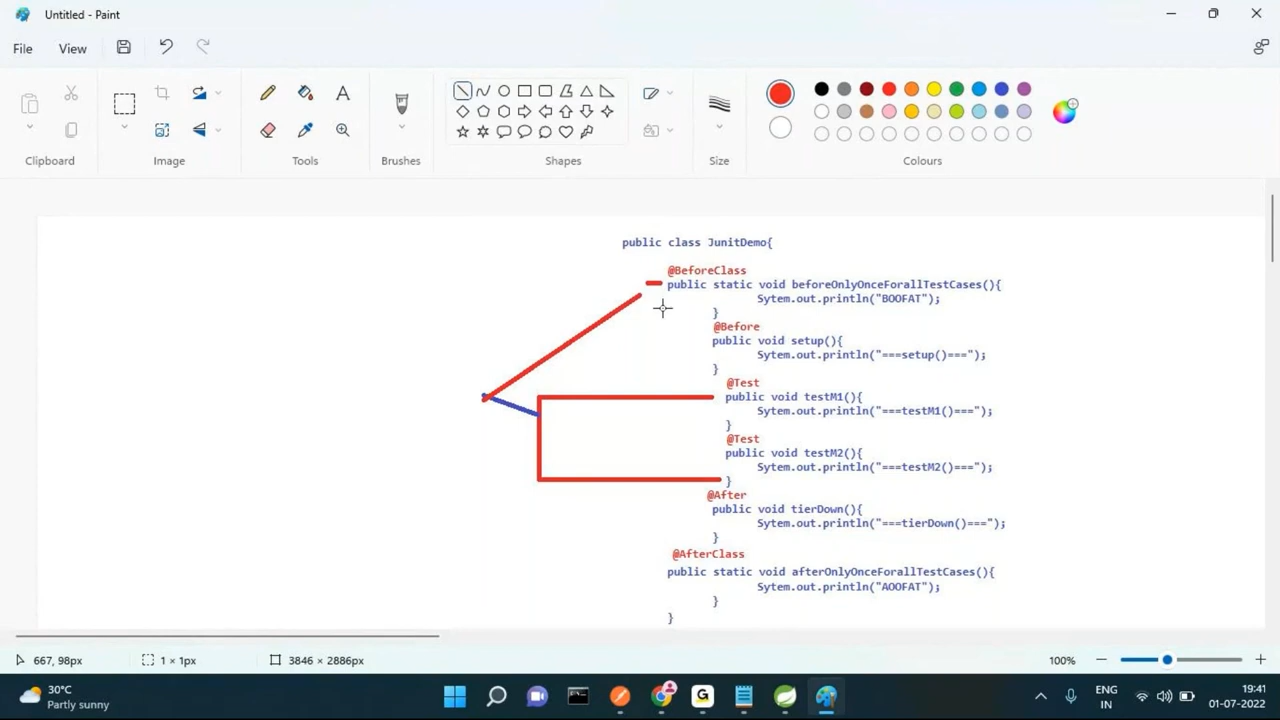 Untitled - Paint
File View
Clipboard
Image
Tools
Brushes
Shapes
Size
Colours
A
public class JunitDemo{
@BeforeClass
public static void beforeOnlyOnceForallTestCases(){
Sytem.out.println("BOOFAT");
}
@Before
public void setup(){
Sytem.out.println("===setup()===");
}
@Test
public void testM1(){
Sytem.out.println("===testM1()===");
}
@Test
public void testM2(){
Sytem.out.println("===testM2()===");
}
@After
public void tierDown(){
Sytem.out.println("===tierDown()===");
}
@AfterClass
public static void afterOnlyOnceForallTestCases(){
Sytem.out.println("AOOFAT");
}
}
667, 98px 1 × 1px 3846 × 2886px 100%
30°C
Partly sunny
G
ENG
IN
19:41
01-07-2022